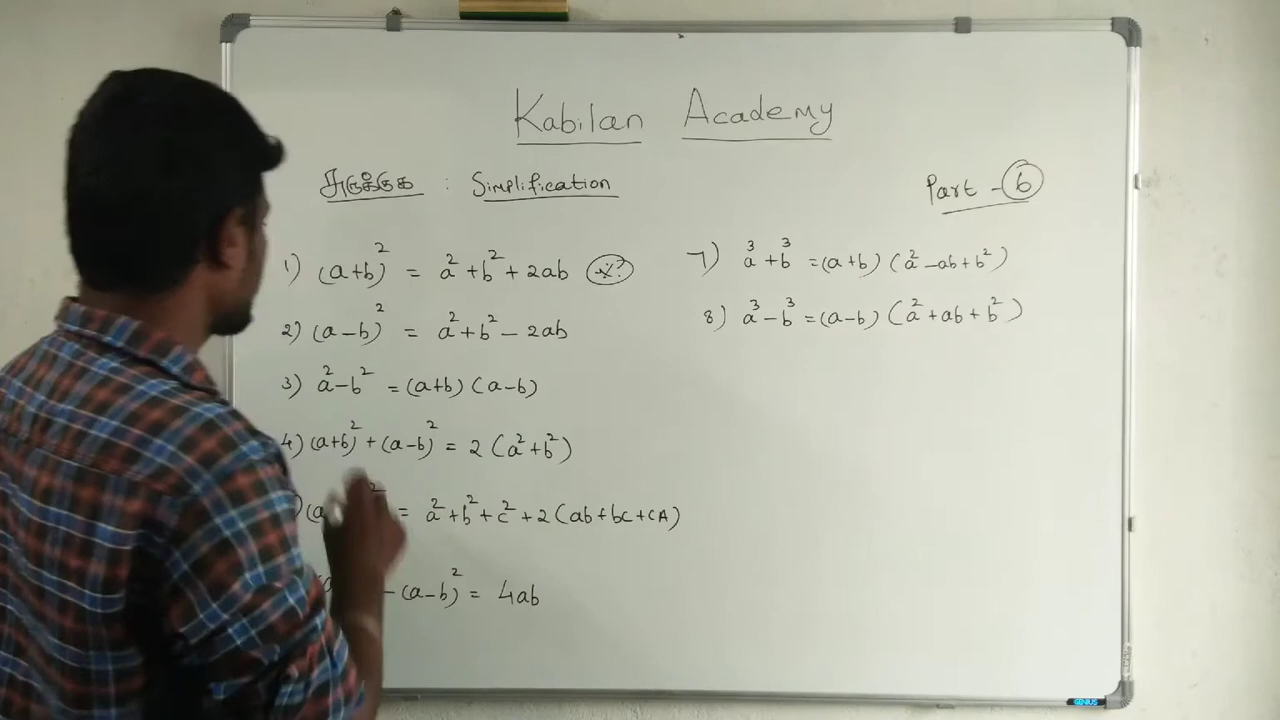 Kabilan Academy
சுருக்குக : Simplification
Part - 6
1) (a+b)² = a²+b²+2ab
2) (a-b)² = a²+b²-2ab
3) a²-b² = (a+b)(a-b)
4) (a+b)²+(a-b)² = 2(a²+b²)
)(a ² = a²+b²+c²+2(ab+bc+cA)
-(a-b)² = 4ab
7) a³+b³ = (a+b)(a²-ab+b²)
8) a³-b³ = (a-b)(a²+ab+b²)
GENIUS